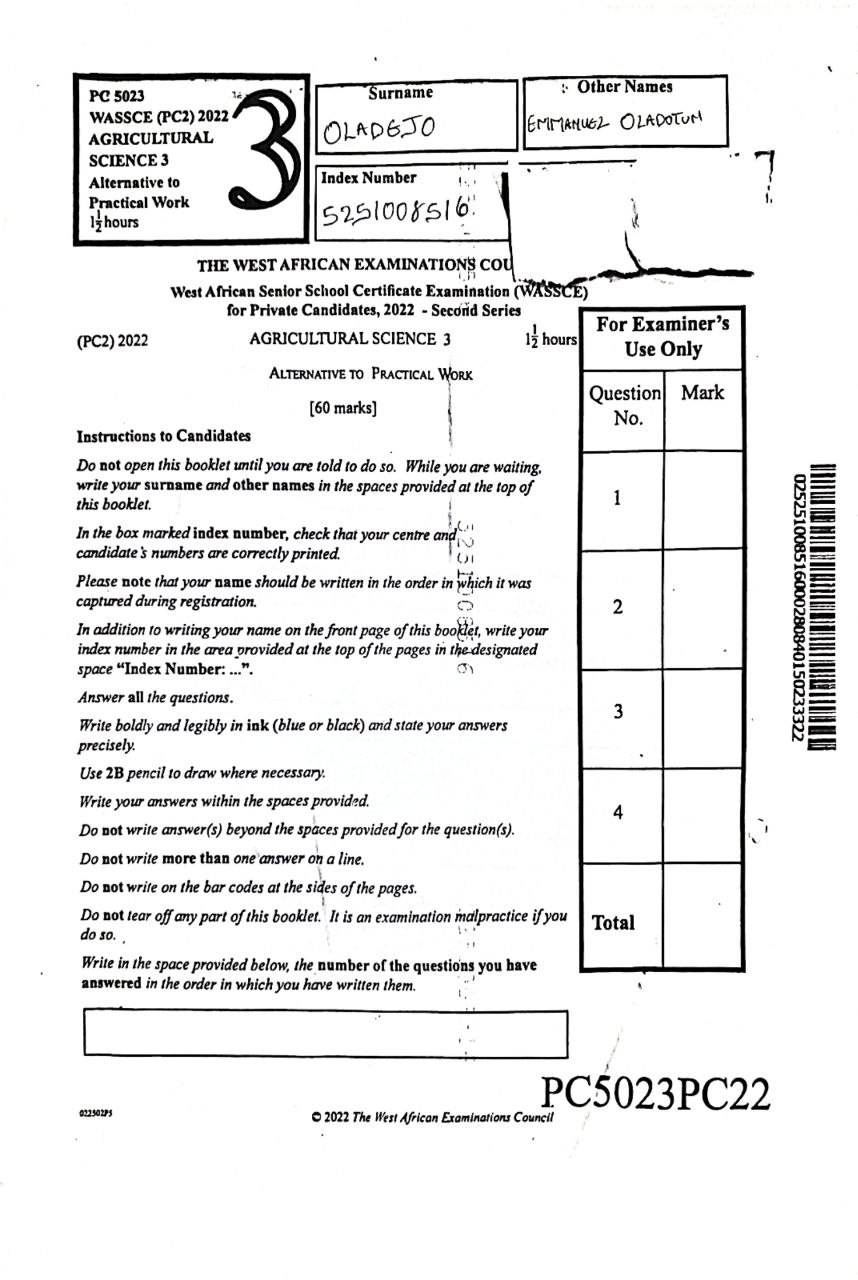 PC 5023
WASSCE (PC2) 2022
AGRICULTURAL
SCIENCE 3
Alternative to
Practical Work
1½ hours
3
Surname
OLADEJO
Other Names
EMMANUEL OLADOTUN
Index Number
5251008516
THE WEST AFRICAN EXAMINATIONS COU
West African Senior School Certificate Examination (WASSCE)
for Private Candidates, 2022 - Second Series
(PC2) 2022 AGRICULTURAL SCIENCE 3 1½ hours
ALTERNATIVE TO PRACTICAL WORK
[60 marks]
Instructions to Candidates
Do not open this booklet until you are told to do so. While you are waiting,
write your surname and other names in the spaces provided at the top of
this booklet.
In the box marked index number, check that your centre and
candidate's numbers are correctly printed.
Please note that your name should be written in the order in which it was
captured during registration.
In addition to writing your name on the front page of this booklet, write your
index number in the area provided at the top of the pages in the designated
space "Index Number: ...".
Answer all the questions.
Write boldly and legibly in ink (blue or black) and state your answers
precisely.
Use 2B pencil to draw where necessary.
Write your answers within the spaces provided.
Do not write answer(s) beyond the spaces provided for the question(s).
Do not write more than one answer on a line.
Do not write on the bar codes at the sides of the pages.
Do not tear off any part of this booklet. It is an examination malpractice if you
do so.
Write in the space provided below, the number of the questions you have
answered in the order in which you have written them.
For Examiner's
Use Only
Question
No.
Mark
1
2
3
4
Total
02525100851600028084015023332​2
PC5023PC22
022502P5
© 2022 The West African Examinations Council